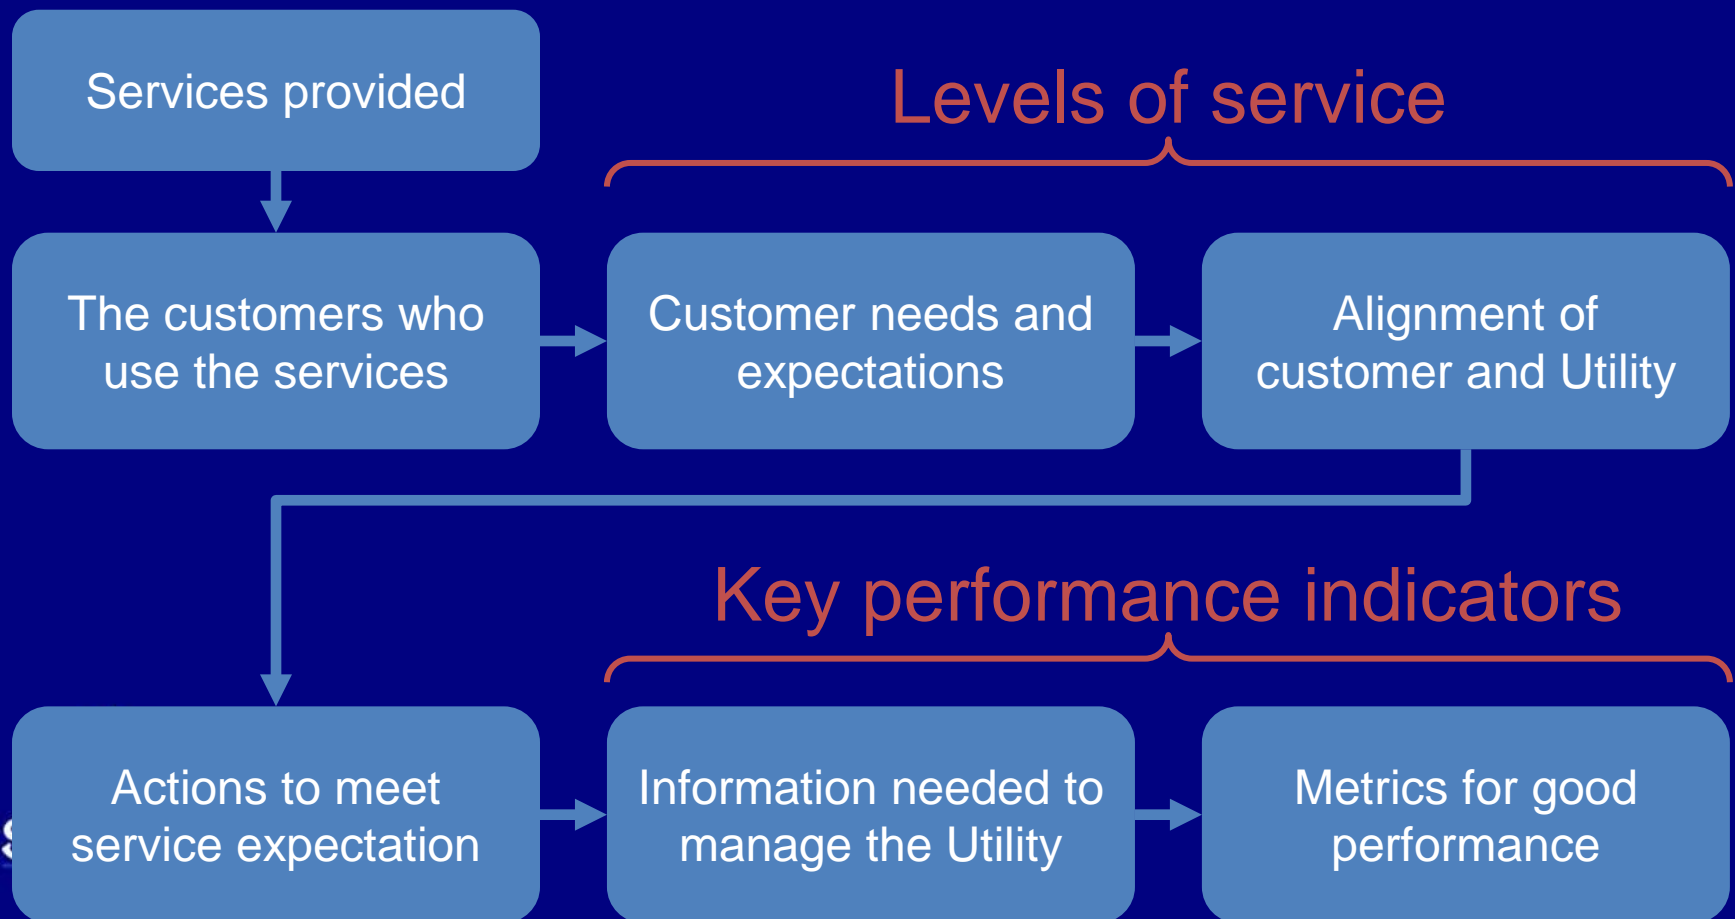 Services provided
Levels of service
The customers who
use the services
Customer needs and
expectations
Alignment of
customer and Utility
Key performance indicators
Actions to meet
service expectation
Information needed to
manage the Utility
Metrics for good
performance